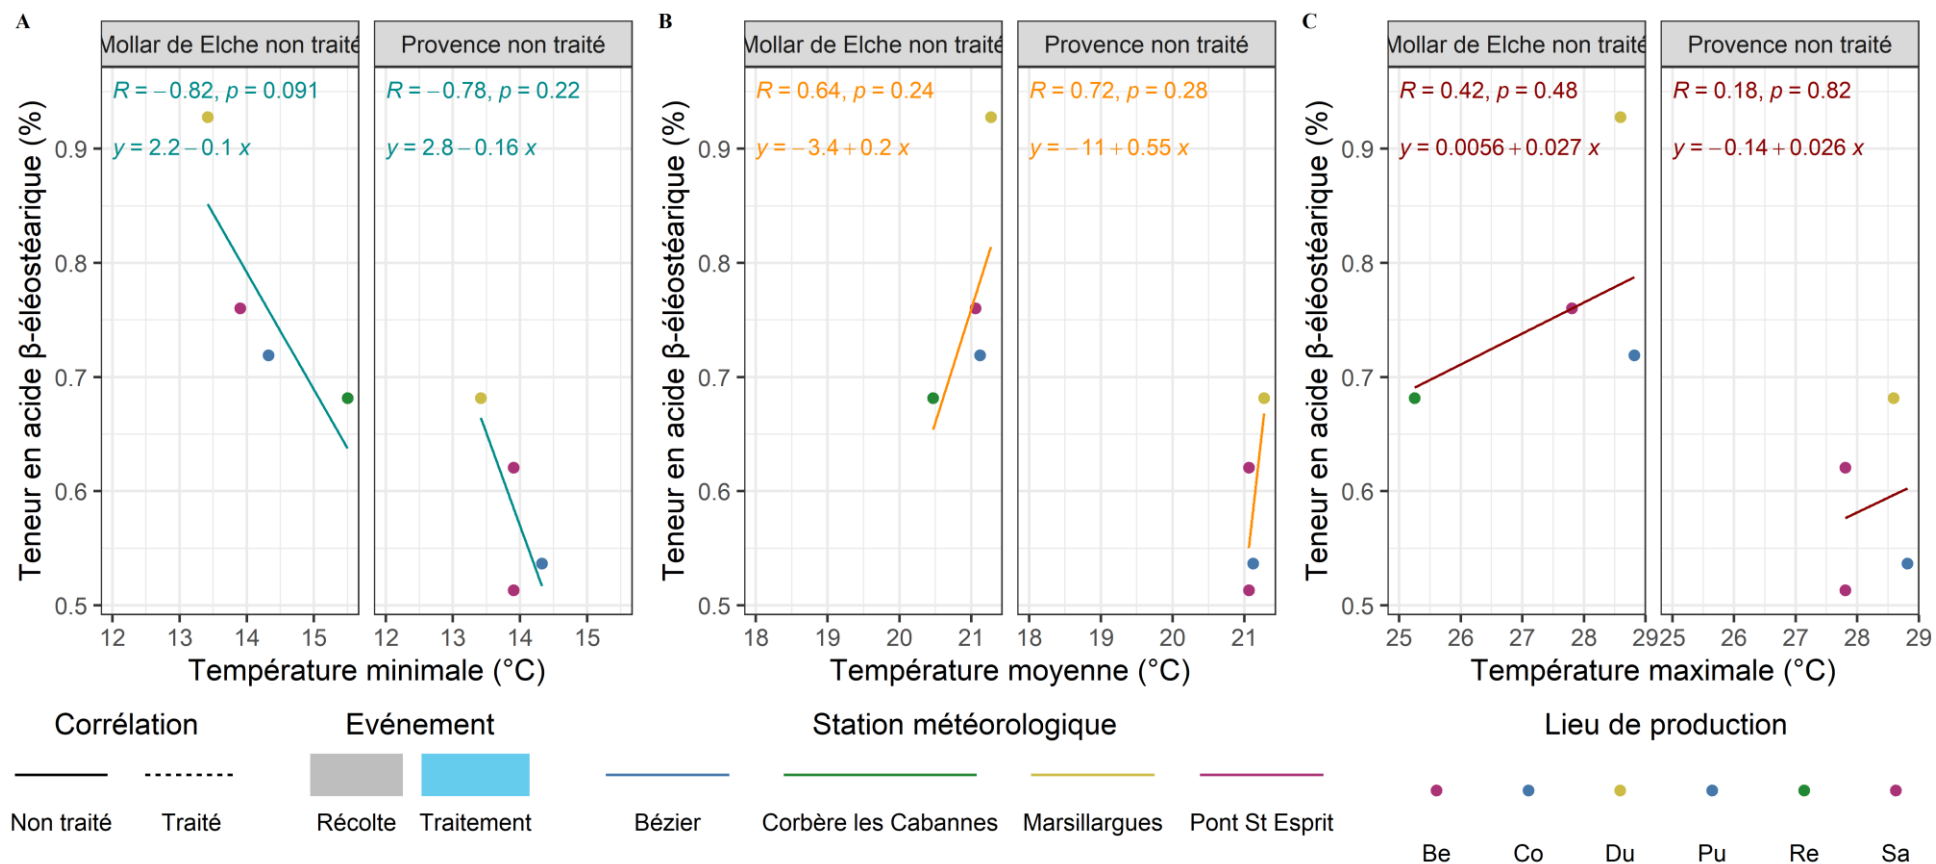 A
B
C
Mollar de Elche non traité
Provence non traité
Mollar de Elche non traité
Provence non traité
Mollar de Elche non traité
Provence non traité
R = −0.82, p = 0.091
R = −0.78, p = 0.22
R = 0.64, p = 0.24
R = 0.72, p = 0.28
R = 0.42, p = 0.48
R = 0.18, p = 0.82
y = 2.2 − 0.1 x
y = 2.8 − 0.16 x
y = −3.4 + 0.2 x
y = −11 + 0.55 x
y = 0.0056 + 0.027 x
y = −0.14 + 0.026 x
Teneur en acide β-éléostéarique (%)
0.9
0.8
0.7
0.6
0.5
Teneur en acide β-éléostéarique (%)
0.9
0.8
0.7
0.6
0.5
Teneur en acide β-éléostéarique (%)
0.9
0.8
0.7
0.6
0.5
12 13 14 15 12 13 14 15
18 19 20 21 18 19 20 21
25 26 27 28 29 25 26 27 28 29
Température minimale (°C)
Température moyenne (°C)
Température maximale (°C)
Corrélation
Non traité Traité
Evénement
Récolte Traitement
Station météorologique
Bézier Corbère les Cabannes Marsillargues Pont St Esprit
Lieu de production
Be Co Du Pu Re Sa